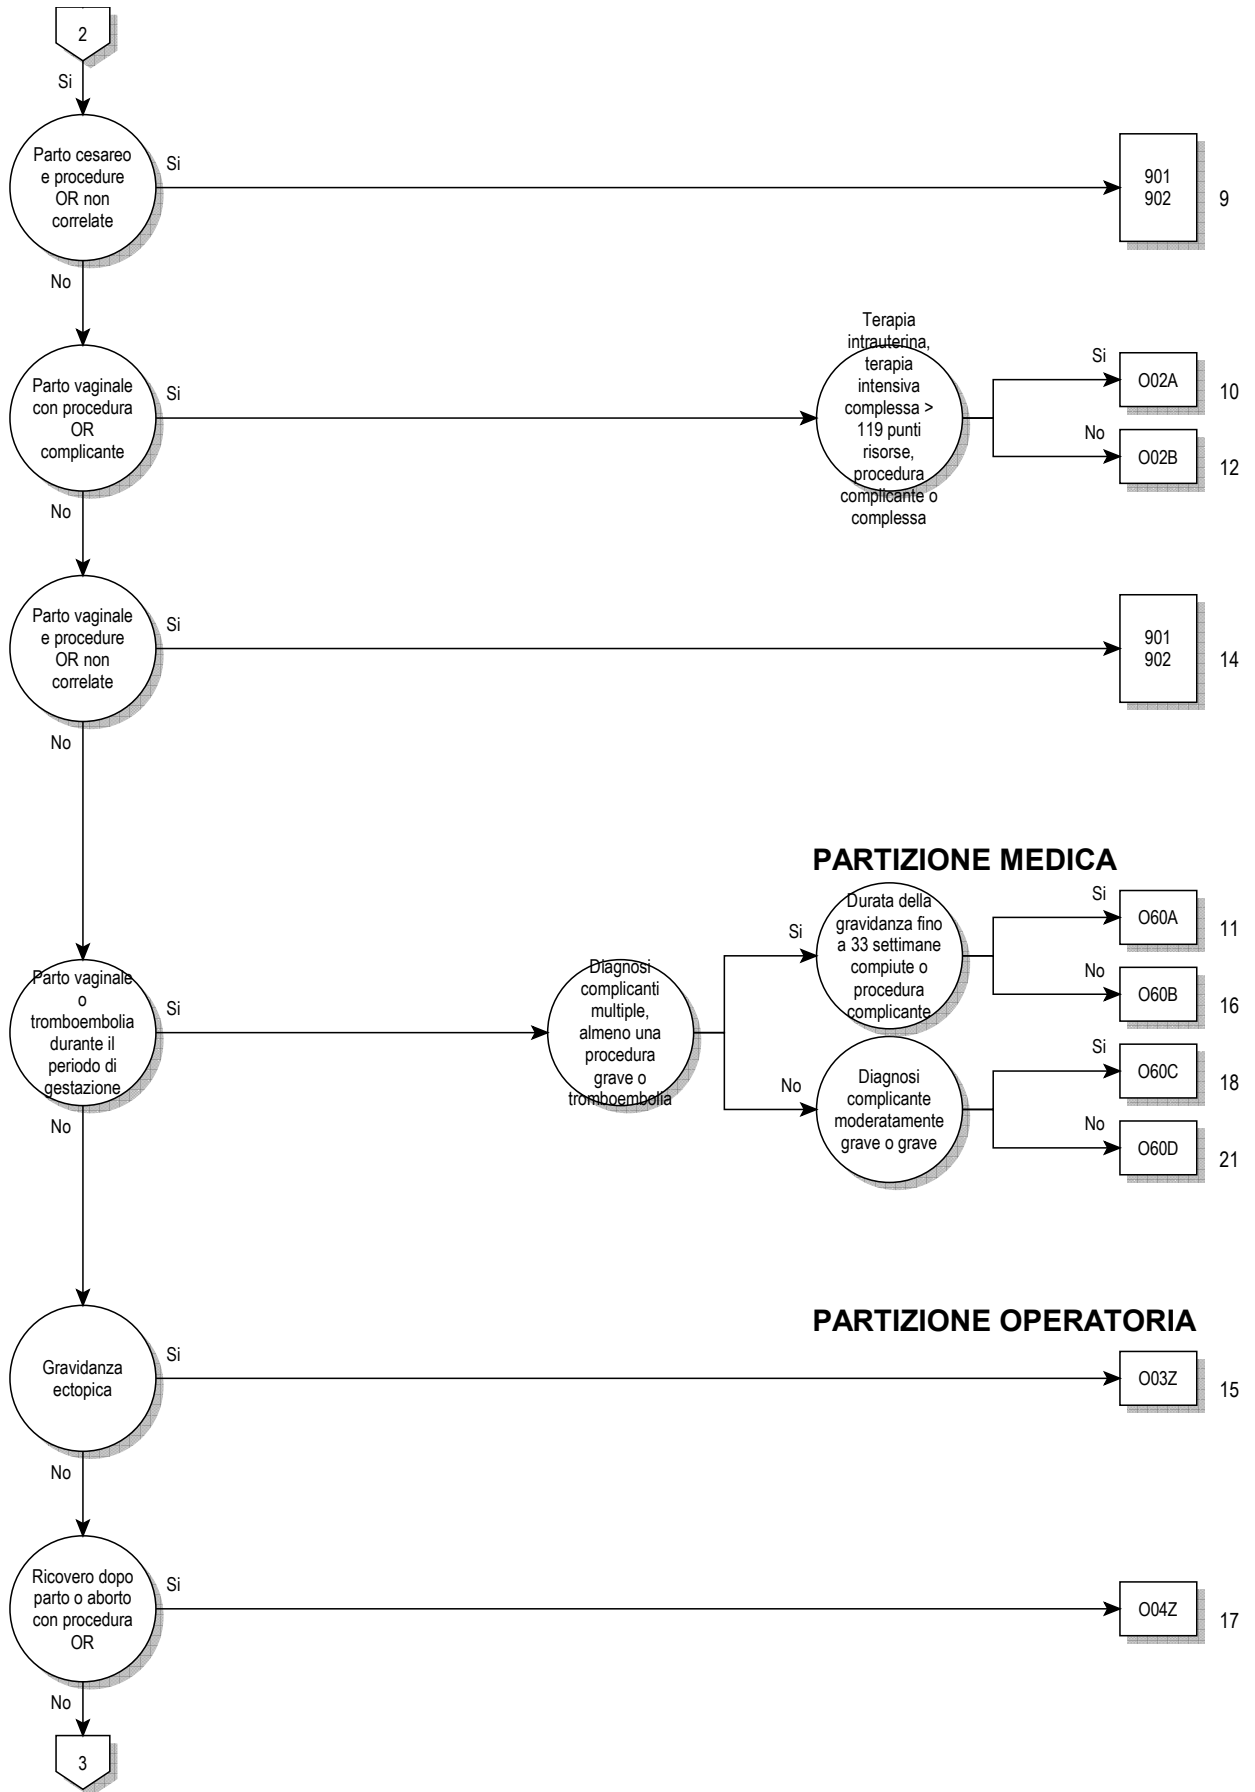 2
Si
Parto cesareo
e procedure
OR non
correlate
Si
901
902
9
No
Parto vaginale
con procedura
OR
complicante
Si
Terapia
intrauterina,
terapia
intensiva
complessa >
119 punti
risorse,
procedura
complicante o
complessa
Si
O02A
10
No
O02B
12
No
Parto vaginale
e procedure
OR non
correlate
Si
901
902
14
No
PARTIZIONE MEDICA
Parto vaginale
o
tromboembolia
durante il
periodo di
gestazione
Si
Diagnosi
complicanti
multiple,
almeno una
procedura
grave o
tromboembolia
Si
Durata della
gravidanza fino
a 33 settimane
compiute o
procedura
complicante
Si
O60A
11
No
O60B
16
No
Diagnosi
complicante
moderatamente
grave o grave
Si
O60C
18
No
O60D
21
No
PARTIZIONE OPERATORIA
Gravidanza
ectopica
Si
O03Z
15
No
Ricovero dopo
parto o aborto
con procedura
OR
Si
O04Z
17
No
3